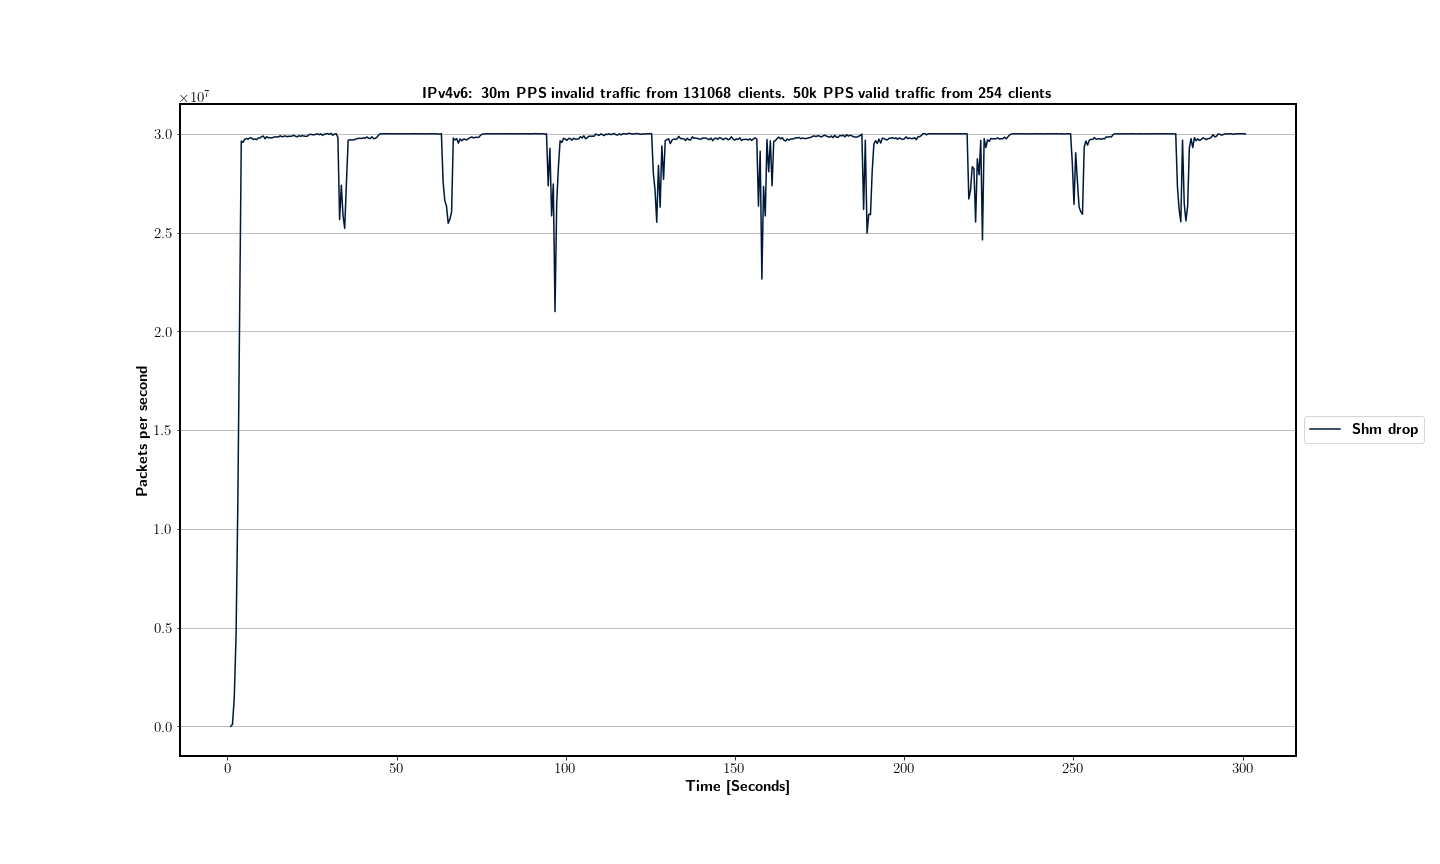 IPv4v6: 30m PPS invalid traffic from 131068 clients. 50k PPS valid traffic from 254 clients
×10⁷
3.0
2.5
2.0
1.5
1.0
0.5
0.0
Packets per second
0 50 100 150 200 250 300
Time [Seconds]
Shm drop